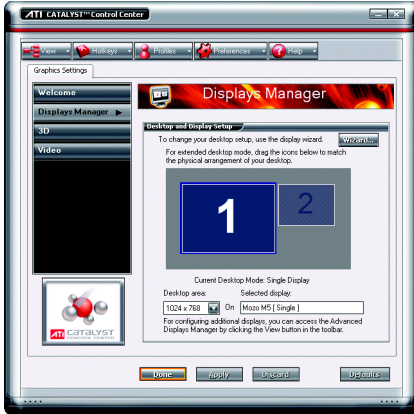 ATI CATALYST™ Control Center
View Hotkeys Profiles Preferences Help
Graphics Settings
Welcome
Displays Manager
3D
Video
Displays Manager
Desktop and Display Setup
To change your desktop setup, use the display wizard. Wizard...
For extended desktop mode, drag the icons below to match
the physical arrangement of your desktop.
1 2
Current Desktop Mode: Single Display
Desktop area: Selected display:
1024 x 768 On Mozo M5 [ Single ]
For configuring additional displays, you can access the Advanced
Displays Manager by clicking the View button in the toolbar.
ATI CATALYST
CONTROL CENTER
Done Apply Discard Defaults